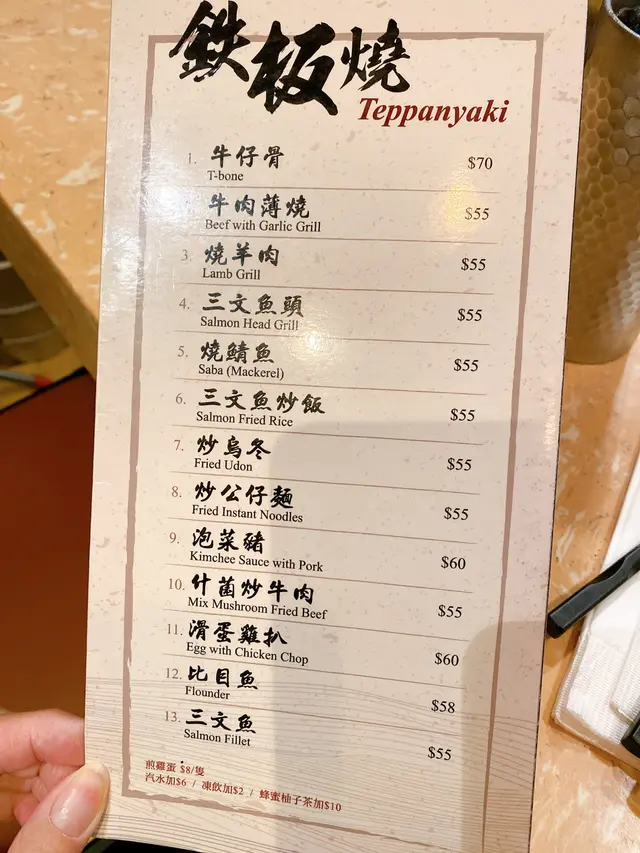 鉄板燒
Teppanyaki
1. 牛仔骨 $70
T-bone
2. 牛肉薄燒 $55
Beef with Garlic Grill
3. 燒羊肉 $55
Lamb Grill
4. 三文魚頭 $55
Salmon Head Grill
5. 燒鯖魚 $55
Saba (Mackerel)
6. 三文魚炒飯 $55
Salmon Fried Rice
7. 炒烏冬 $55
Fried Udon
8. 炒公仔麵 $55
Fried Instant Noodles
9. 泡菜豬 $60
Kimchee Sauce with Pork
10. 什菌炒牛肉 $55
Mix Mushroom Fried Beef
11. 滑蛋雞扒 $60
Egg with Chicken Chop
12. 比目魚 $58
Flounder
13. 三文魚 $55
Salmon Fillet
煎雞蛋 $8/隻
汽水加$6 / 凍飲加$2 / 蜂蜜柚子茶加$10